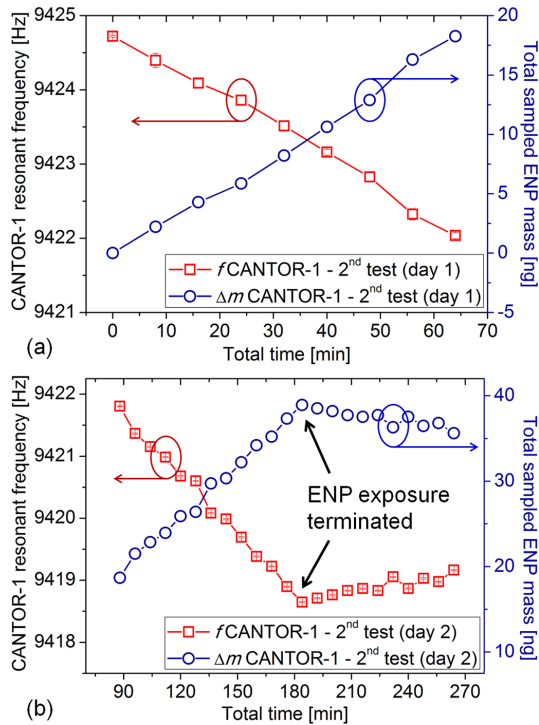 CANTOR-1 resonant frequency [Hz]
9425
9424
9423
9422
9421
20
15
10
5
0
-5
Total sampled ENP mass [ng]
f CANTOR-1 - 2nd test (day 1)
Δm CANTOR-1 - 2nd test (day 1)
0 10 20 30 40 50 60 70
Total time [min]
(a)
CANTOR-1 resonant frequency [Hz]
9422
9421
9420
9419
9418
40
30
20
10
Total sampled ENP mass [ng]
ENP exposure
terminated
f CANTOR-1 - 2nd test (day 2)
Δm CANTOR-1 - 2nd test (day 2)
90 120 150 180 210 240 270
Total time [min]
(b)